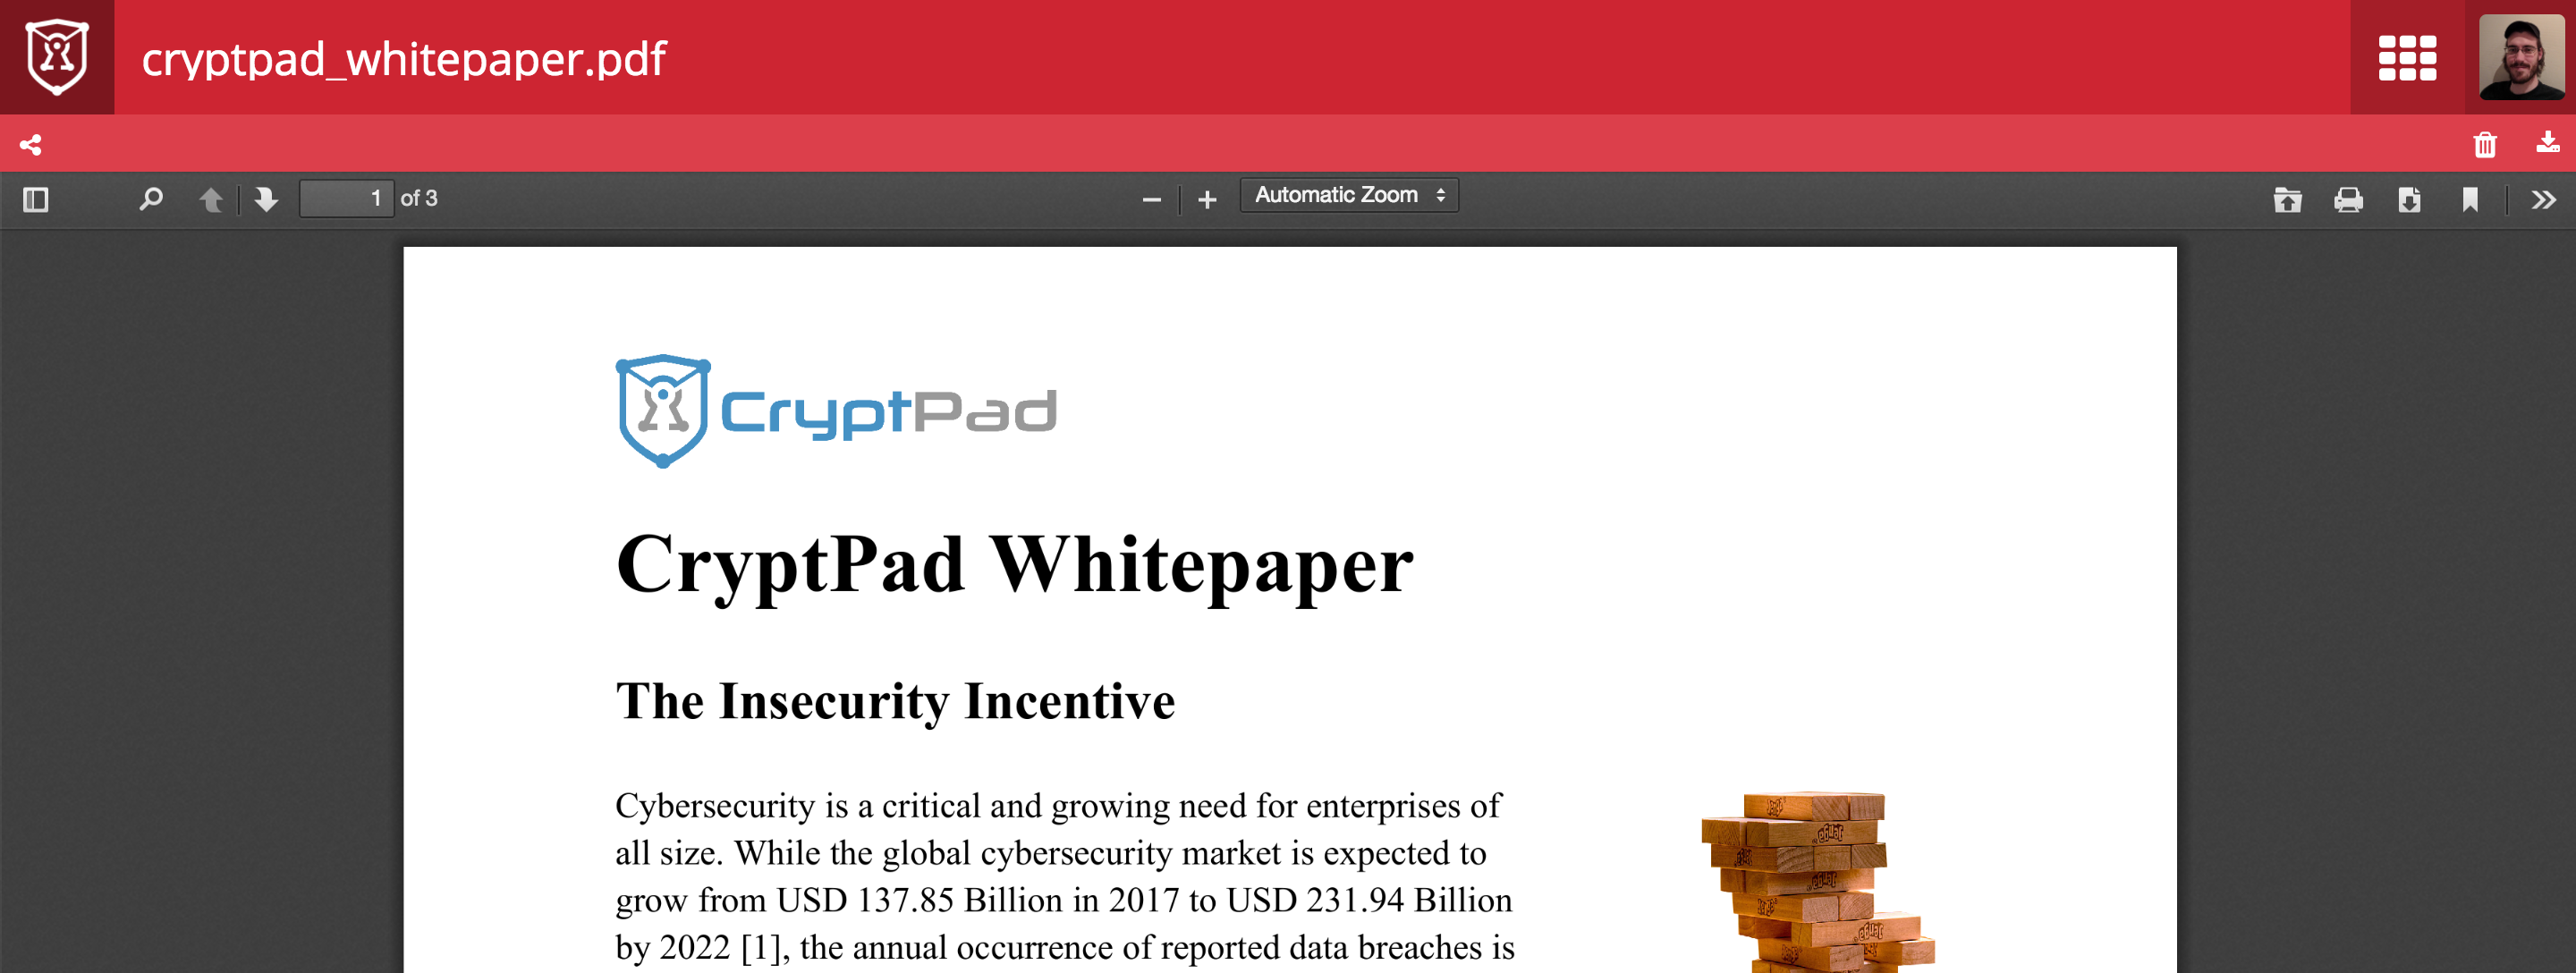 cryptpad_whitepaper.pdf
1 of 3
Automatic Zoom
CryptPad
CryptPad Whitepaper
The Insecurity Incentive
Cybersecurity is a critical and growing need for enterprises of
all size. While the global cybersecurity market is expected to
grow from USD 137.85 Billion in 2017 to USD 231.94 Billion
by 2022 [1], the annual occurrence of reported data breaches is
Jenga
Jenga